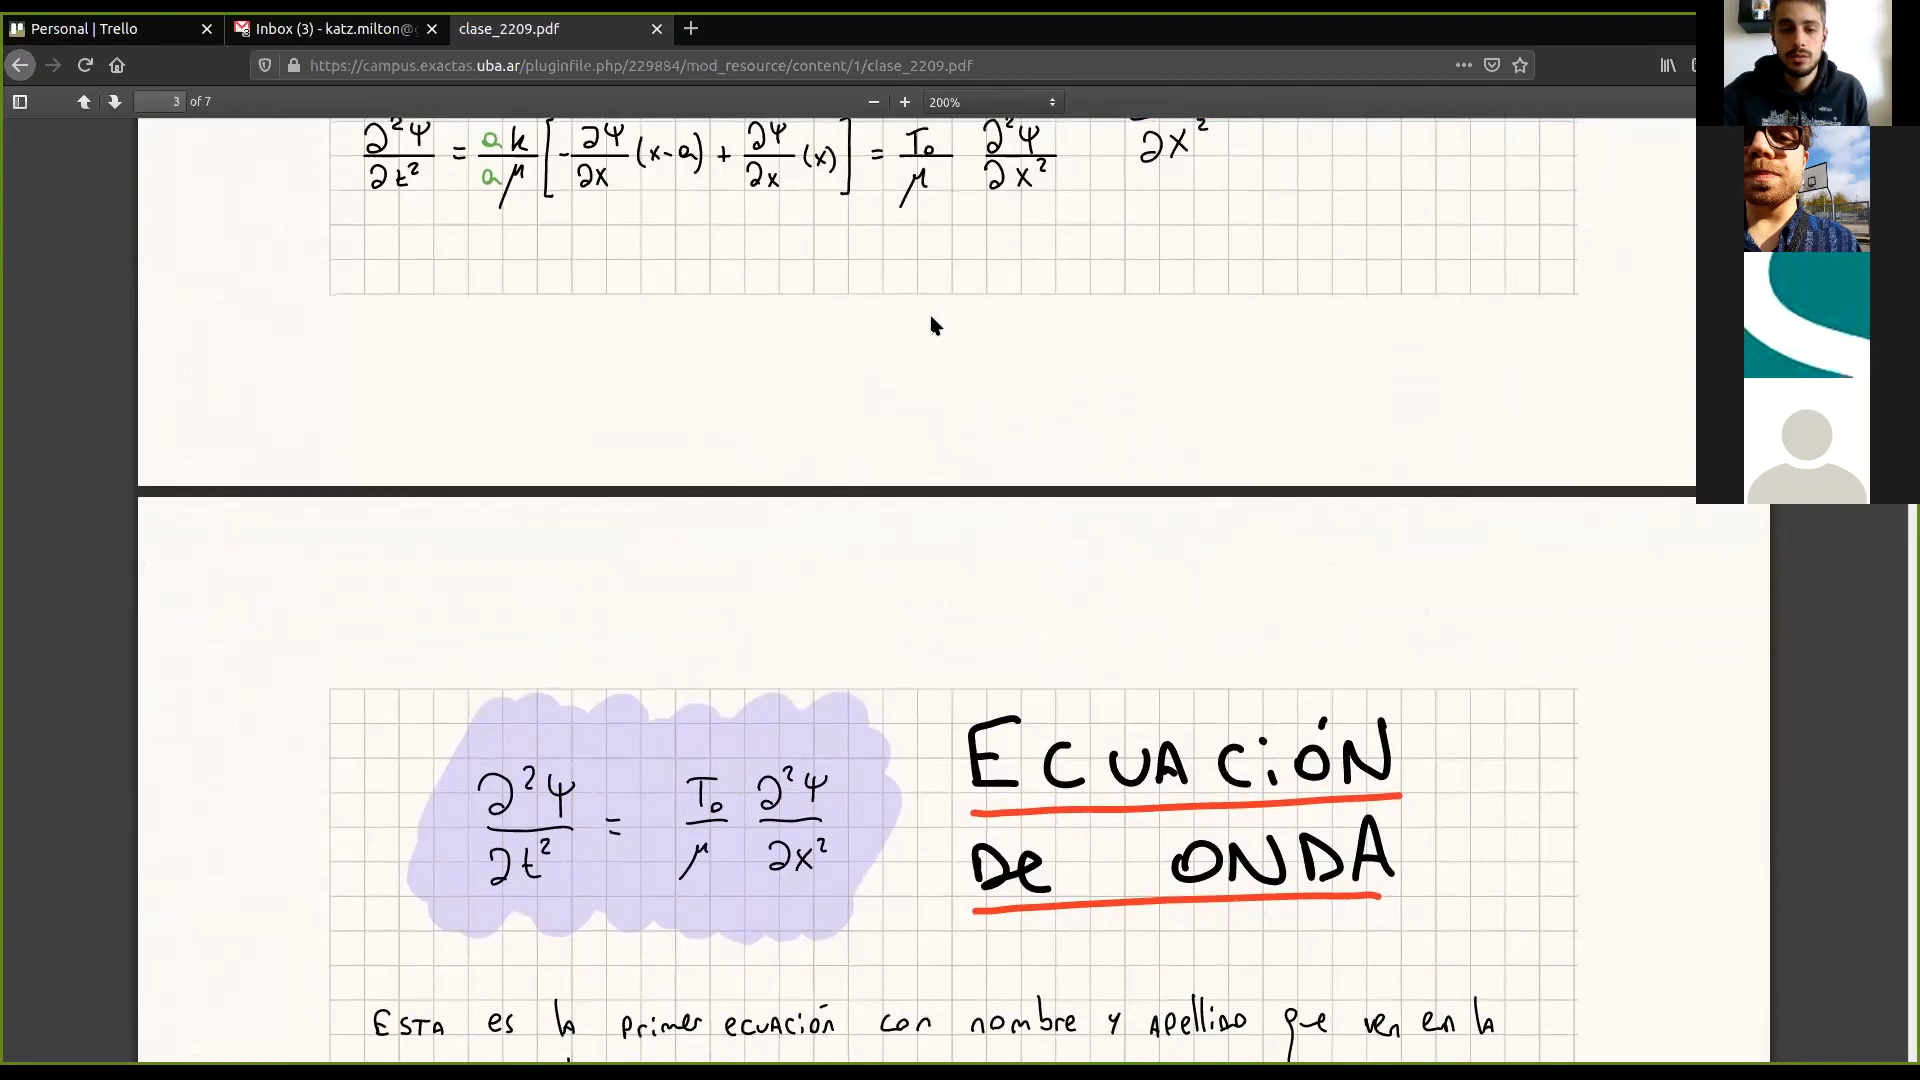 Personal | Trello
Inbox (3) - katz.milton@
clase_2209.pdf
https://campus.exactas.uba.ar/pluginfile.php/229884/mod_resource/content/1/clase_2209.pdf
3 of 7
200%
∂²Ψ/∂t² = ak/aμ [-∂Ψ/∂x (x-a) + ∂Ψ/∂x (x)] = T₀/μ ∂²Ψ/∂x² ∂x²
∂²Ψ/∂t² = T₀/μ ∂²Ψ/∂x²
ECUACIÓN
De ONDA
ESTA es la primer ecuación con nombre y apellido que ven en la